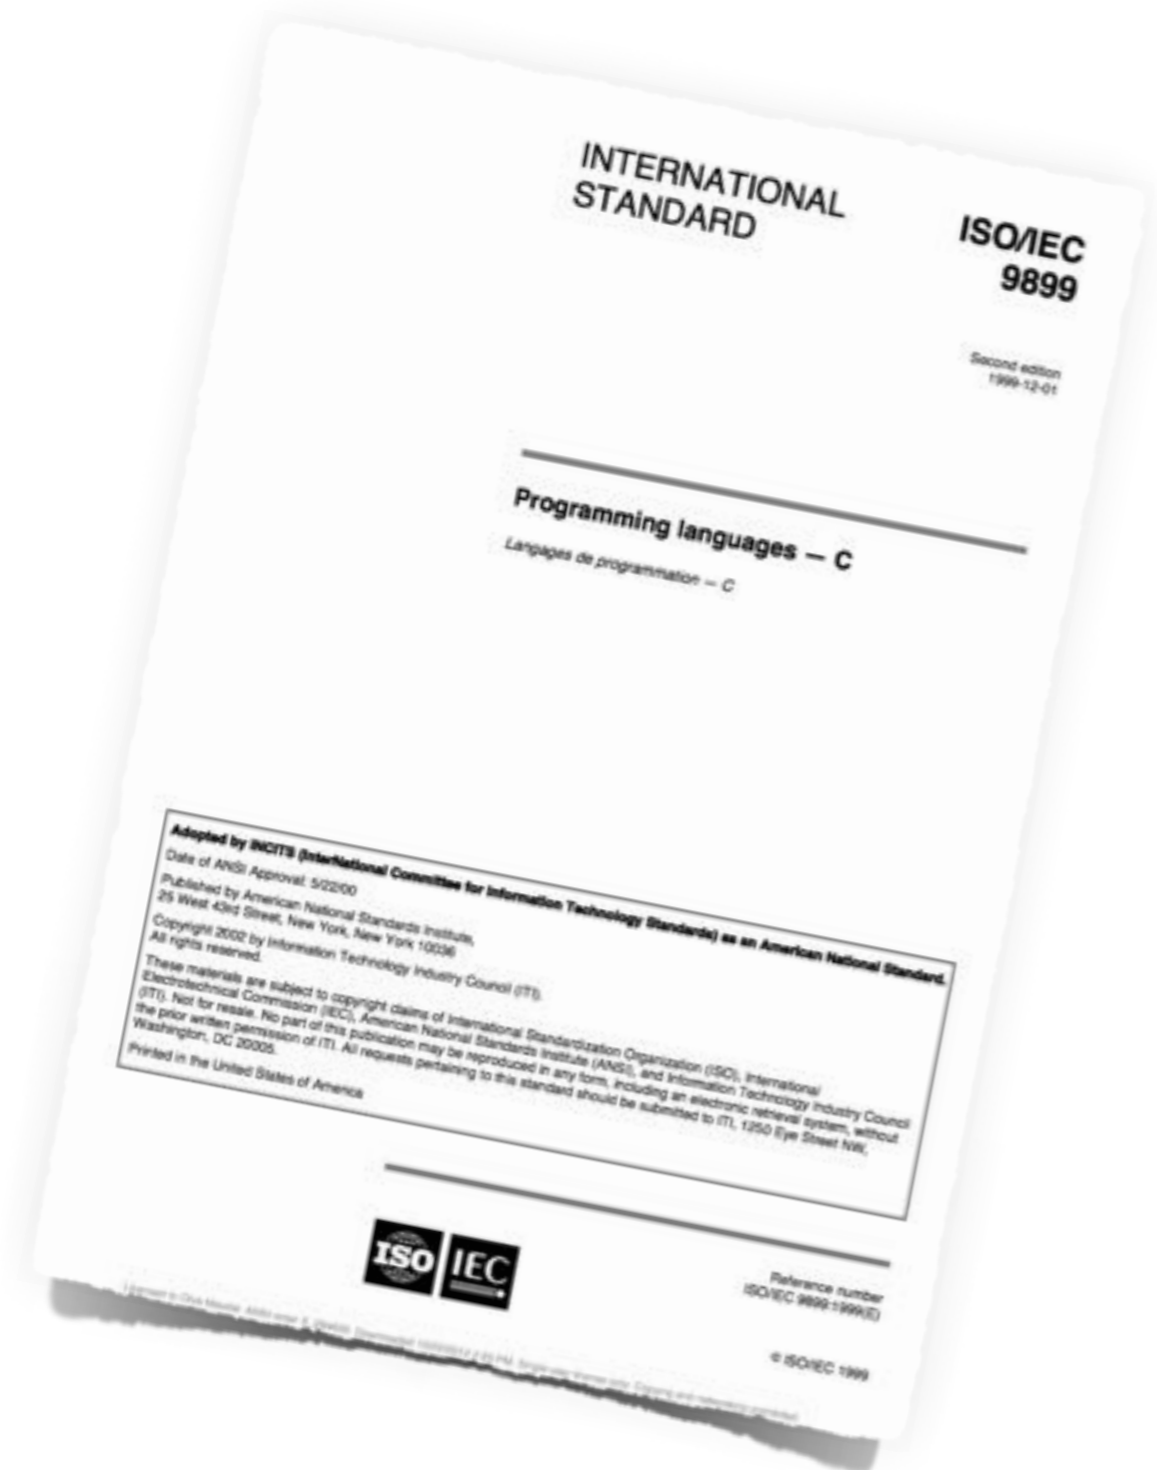 INTERNATIONAL
STANDARD
ISO/IEC
9899
Second edition
1999-12-01
Programming languages — C
Langages de programmation — C
Adopted by INCITS (InterNational Committee for Information Technology Standards) as an American National Standard.
Date of ANSI Approval: 5/22/00
Published by American National Standards Institute,
25 West 43rd Street, New York, New York 10036
Copyright 2002 by Information Technology Industry Council (ITI).
All rights reserved.
These materials are subject to copyright claims of International Standardization Organization (ISO), International
Electrotechnical Commission (IEC), American National Standards Institute (ANSI), and Information Technology Industry Council
(ITI). Not for resale. No part of this publication may be reproduced in any form, including an electronic retrieval system, without
the prior written permission of ITI. All requests pertaining to this standard should be submitted to ITI, 1250 Eye Street NW,
Washington, DC 20005.
Printed in the United States of America
ISO IEC
Reference number
ISO/IEC 9899:1999(E)
© ISO/IEC 1999